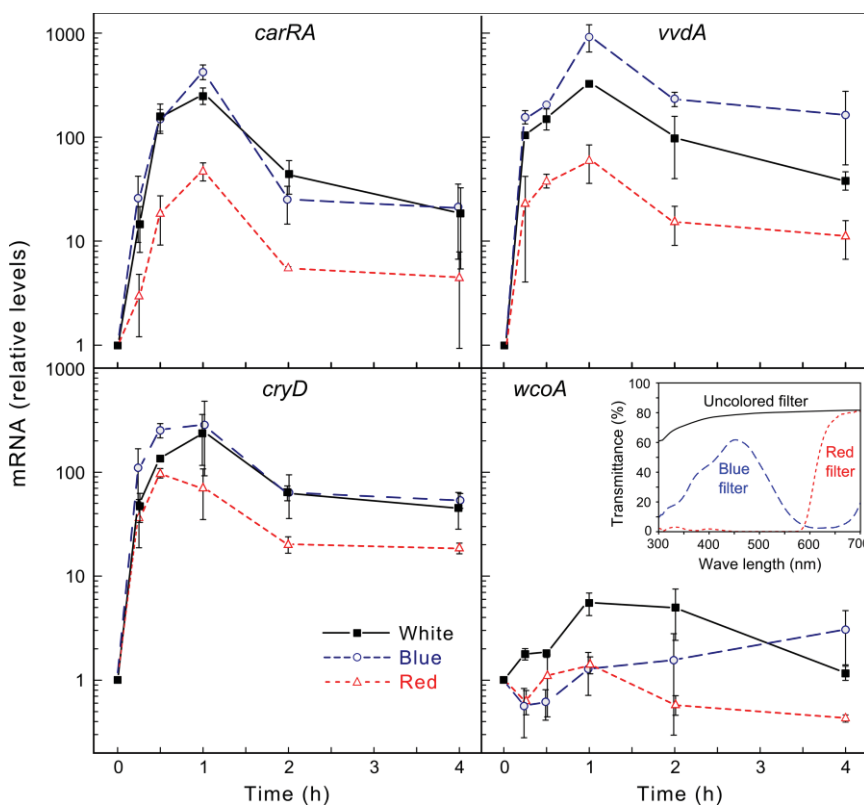 carRA
vvdA
mRNA (relative levels)
1000
100
10
1
cryD
wcoA
1000
100
10
1
White
Blue
Red
Transmittance (%)
100
80
60
40
20
0
Uncolored filter
Blue
filter
Red
filter
300 400 500 600 700
Wave length (nm)
0 1 2 3 4
0 1 2 3 4
Time (h)
Time (h)